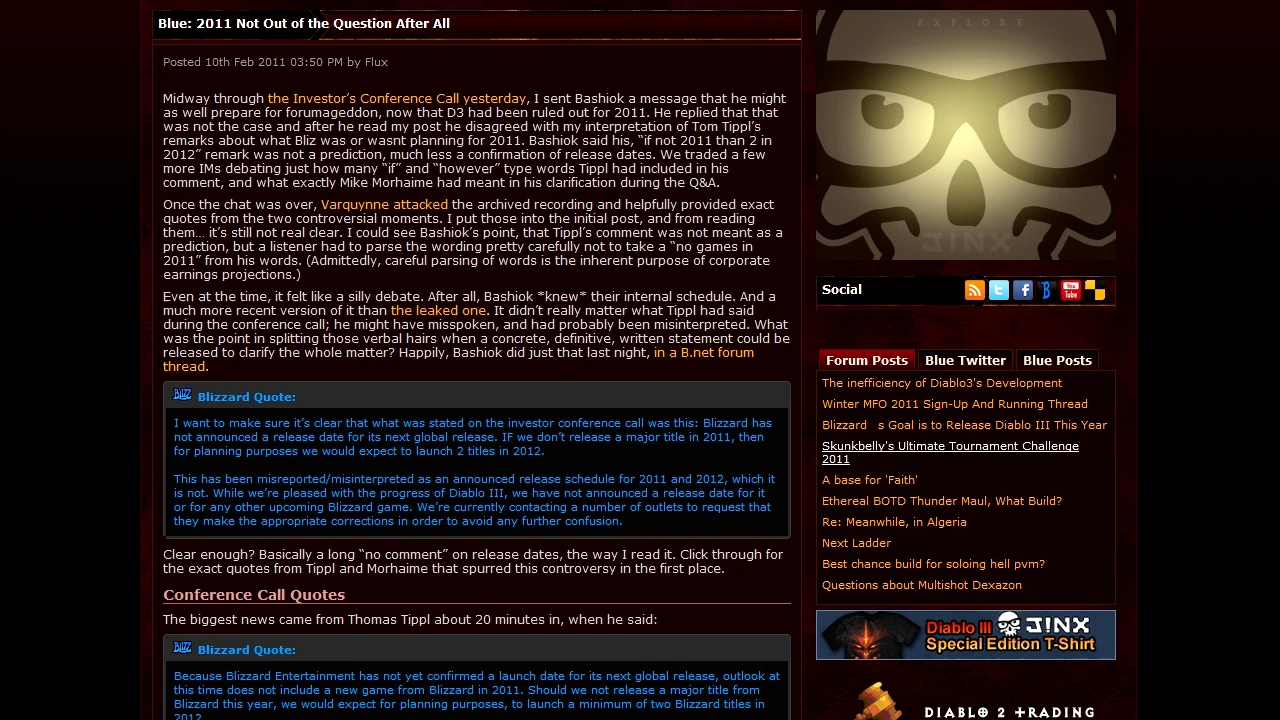 Blue: 2011 Not Out of the Question After All
Posted 10th Feb 2011 03:50 PM by Flux
Midway through the Investor's Conference Call yesterday, I sent Bashiok a message that he might
as well prepare for forumageddon, now that D3 had been ruled out for 2011. He replied that that
was not the case and after he read my post he disagreed with my interpretation of Tom Tippl's
remarks about what Bliz was or wasnt planning for 2011. Bashiok said his, “if not 2011 than 2 in
2012” remark was not a prediction, much less a confirmation of release dates. We traded a few
more IMs debating just how many “if” and “however” type words Tippl had included in his
comment, and what exactly Mike Morhaime had meant in his clarification during the Q&A.
Once the chat was over, Varquynne attacked the archived recording and helpfully provided exact
quotes from the two controversial moments. I put those into the initial post, and from reading
them… it's still not real clear. I could see Bashiok's point, that Tippl's comment was not meant as a
prediction, but a listener had to parse the wording pretty carefully not to take a “no games in
2011” from his words. (Admittedly, careful parsing of words is the inherent purpose of corporate
earnings projections.)
Even at the time, it felt like a silly debate. After all, Bashiok *knew* their internal schedule. And a
much more recent version of it than the leaked one. It didn't really matter what Tippl had said
during the conference call; he might have misspoken, and had probably been misinterpreted. What
was the point in splitting those verbal hairs when a concrete, definitive, written statement could be
released to clarify the whole matter? Happily, Bashiok did just that last night, in a B.net forum
thread.
BLIZZ Blizzard Quote:
I want to make sure it's clear that what was stated on the investor conference call was this: Blizzard has
not announced a release date for its next global release. IF we don't release a major title in 2011, then
for planning purposes we would expect to launch 2 titles in 2012.
This has been misreported/misinterpreted as an announced release schedule for 2011 and 2012, which it
is not. While we're pleased with the progress of Diablo III, we have not announced a release date for it
or for any other upcoming Blizzard game. We're currently contacting a number of outlets to request that
they make the appropriate corrections in order to avoid any further confusion.
Clear enough? Basically a long “no comment” on release dates, the way I read it. Click through for
the exact quotes from Tippl and Morhaime that spurred this controversy in the first place.
Conference Call Quotes
The biggest news came from Thomas Tippl about 20 minutes in, when he said:
BLIZZ Blizzard Quote:
Because Blizzard Entertainment has not yet confirmed a launch date for its next global release, outlook at
this time does not include a new game from Blizzard in 2011. Should we not release a major title from
Blizzard this year, we would expect for planning purposes, to launch a minimum of two Blizzard titles in
2012.
EXPLORE
J!NX
Social
You Tube
Forum Posts Blue Twitter Blue Posts
The inefficiency of Diablo3's Development
Winter MFO 2011 Sign-Up And Running Thread
Blizzard s Goal is to Release Diablo III This Year
Skunkbelly's Ultimate Tournament Challenge
2011
A base for 'Faith'
Ethereal BOTD Thunder Maul, What Build?
Re: Meanwhile, in Algeria
Next Ladder
Best chance build for soloing hell pvm?
Questions about Multishot Dexazon
Diablo III J!NX
Special Edition T-Shirt
DIABLO 2 TRADING